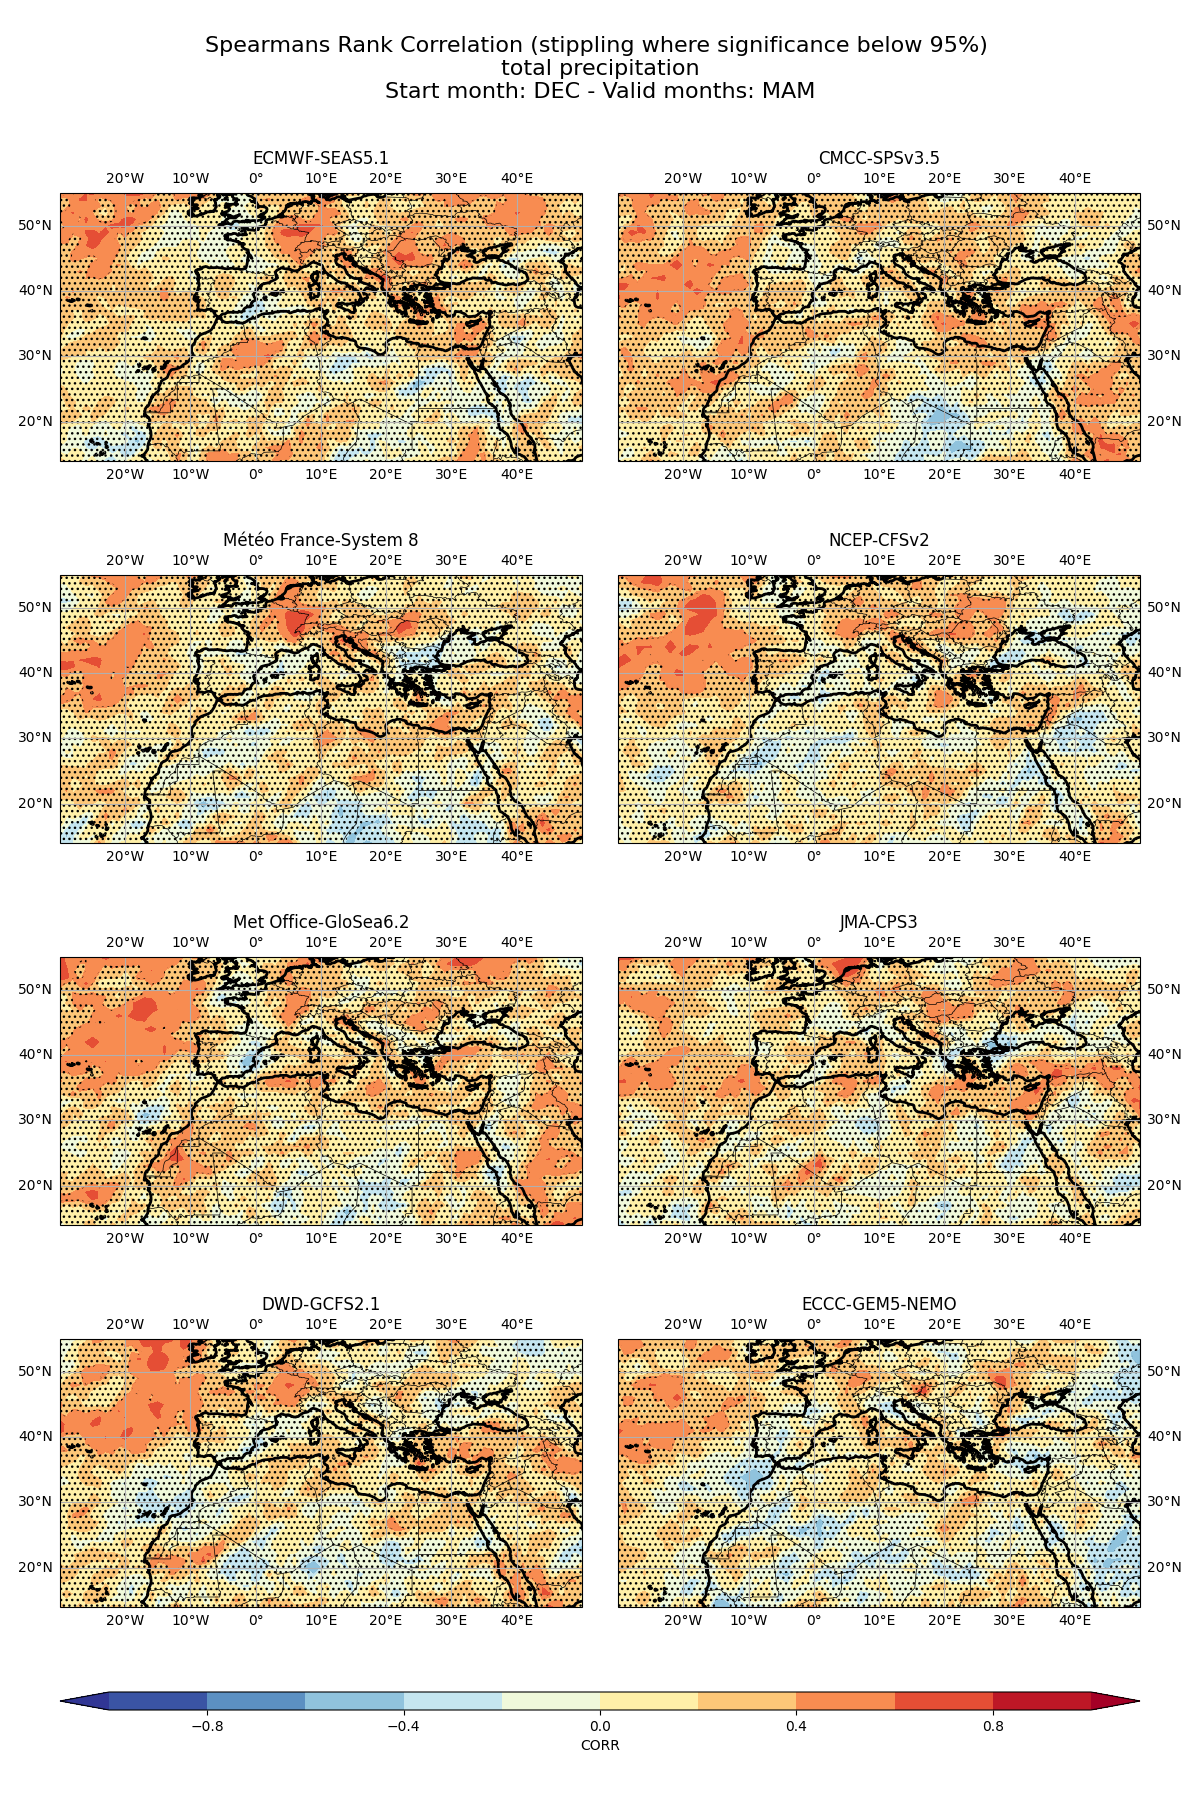 Spearmans Rank Correlation (stippling where significance below 95%)
total precipitation
Start month: DEC - Valid months: MAM
ECMWF-SEAS5.1 CMCC-SPSv3.5
20°W 10°W 0° 10°E 20°E 30°E 40°E 20°W 10°W 0° 10°E 20°E 30°E 40°E
50°N 50°N
40°N 40°N
30°N 30°N
20°N 20°N
20°W 10°W 0° 10°E 20°E 30°E 40°E 20°W 10°W 0° 10°E 20°E 30°E 40°E
Météo France-System 8 NCEP-CFSv2
20°W 10°W 0° 10°E 20°E 30°E 40°E 20°W 10°W 0° 10°E 20°E 30°E 40°E
50°N 50°N
40°N 40°N
30°N 30°N
20°N 20°N
20°W 10°W 0° 10°E 20°E 30°E 40°E 20°W 10°W 0° 10°E 20°E 30°E 40°E
Met Office-GloSea6.2 JMA-CPS3
20°W 10°W 0° 10°E 20°E 30°E 40°E 20°W 10°W 0° 10°E 20°E 30°E 40°E
50°N 50°N
40°N 40°N
30°N 30°N
20°N 20°N
20°W 10°W 0° 10°E 20°E 30°E 40°E 20°W 10°W 0° 10°E 20°E 30°E 40°E
DWD-GCFS2.1 ECCC-GEM5-NEMO
20°W 10°W 0° 10°E 20°E 30°E 40°E 20°W 10°W 0° 10°E 20°E 30°E 40°E
50°N 50°N
40°N 40°N
30°N 30°N
20°N 20°N
20°W 10°W 0° 10°E 20°E 30°E 40°E 20°W 10°W 0° 10°E 20°E 30°E 40°E
−0.8 −0.4 0.0 0.4 0.8
CORR